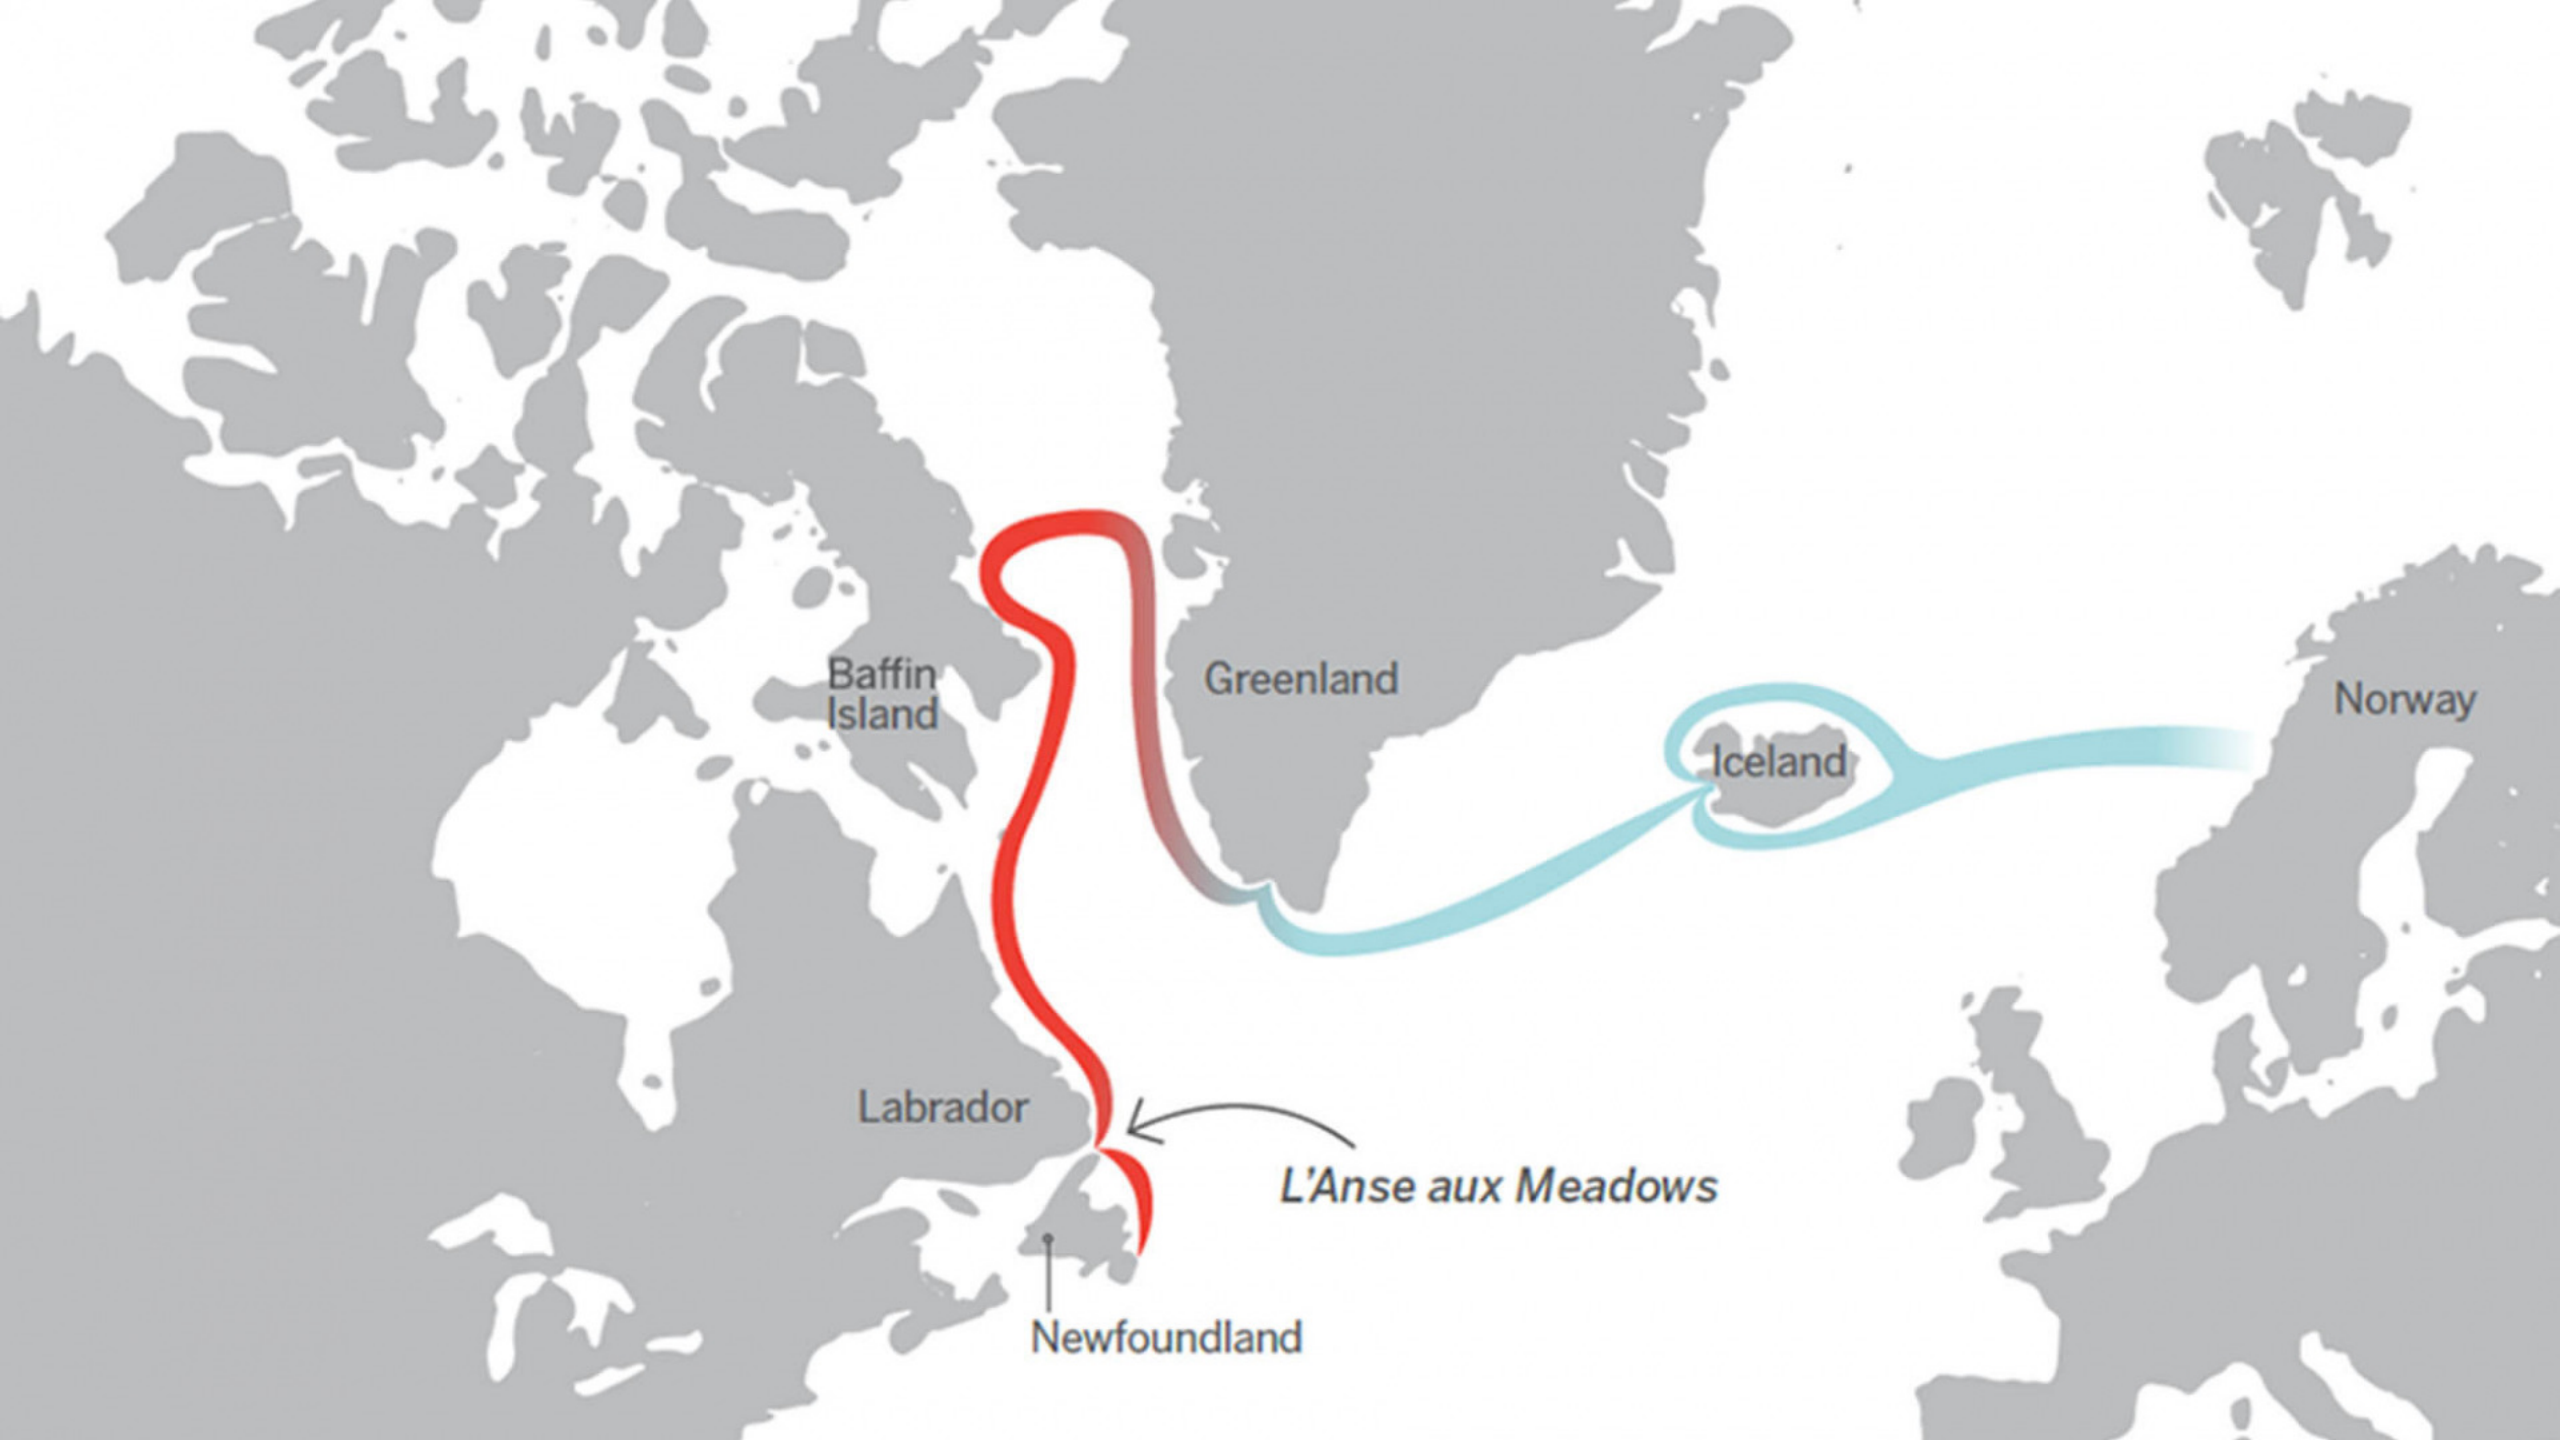 Baffin
Island
Greenland
Iceland
Norway
Labrador
L'Anse aux Meadows
Newfoundland